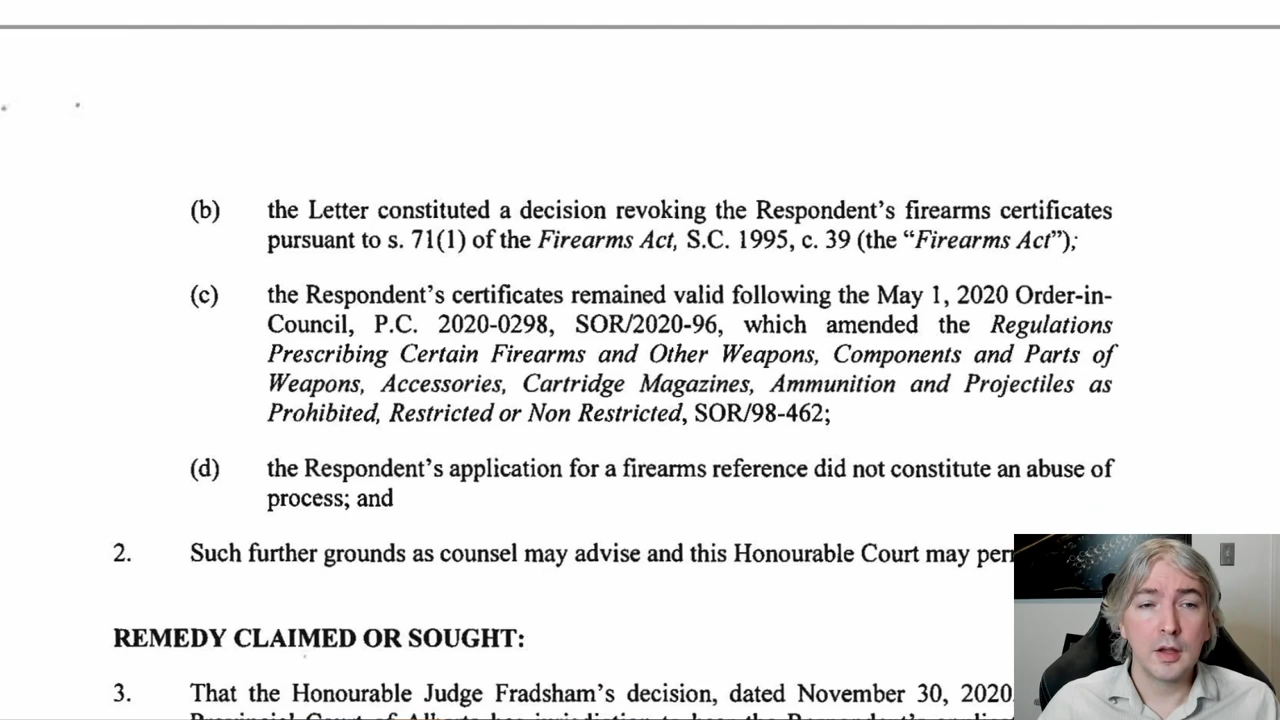 (b) the Letter constituted a decision revoking the Respondent's firearms certificates
pursuant to s. 71(1) of the Firearms Act, S.C. 1995, c. 39 (the “Firearms Act”);
(c) the Respondent's certificates remained valid following the May 1, 2020 Order-in-
Council, P.C. 2020-0298, SOR/2020-96, which amended the Regulations
Prescribing Certain Firearms and Other Weapons, Components and Parts of
Weapons, Accessories, Cartridge Magazines, Ammunition and Projectiles as
Prohibited, Restricted or Non Restricted, SOR/98-462;
(d) the Respondent's application for a firearms reference did not constitute an abuse of
process; and
2. Such further grounds as counsel may advise and this Honourable Court may
REMEDY CLAIMED OR SOUGHT:
3. That the Honourable Judge Fradsham's decision, dated November 30, 2020